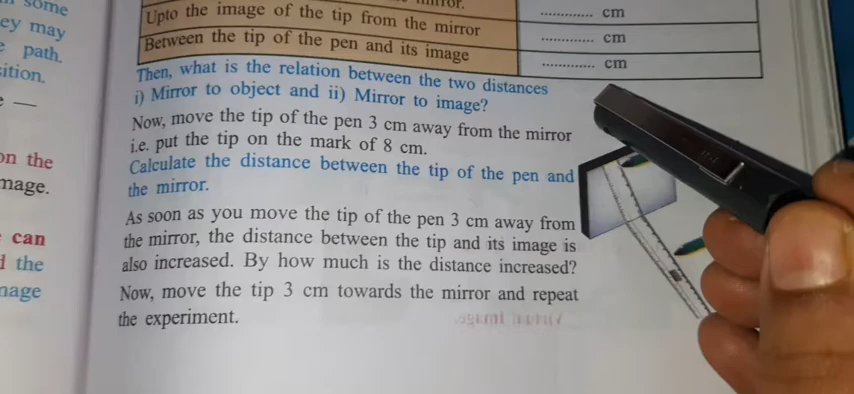 some
ey may
path.
ition.
on the
mage.
can
the
mage
Upto the image of the tip from the mirror ............. cm
Between the tip of the pen and its image ............. cm
............. cm
Then, what is the relation between the two distances
i) Mirror to object and ii) Mirror to image?
Now, move the tip of the pen 3 cm away from the mirror
i.e. put the tip on the mark of 8 cm.
Calculate the distance between the tip of the pen and
the mirror.
As soon as you move the tip of the pen 3 cm away from
the mirror, the distance between the tip and its image is
also increased. By how much is the distance increased?
Now, move the tip 3 cm towards the mirror and repeat
the experiment.